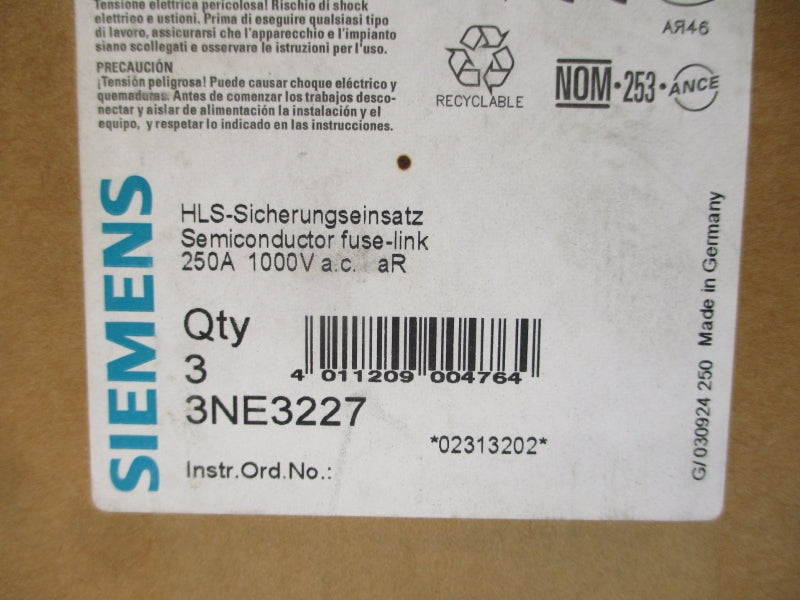 Tensione elettrica pericolosa! Rischio di shock
elettrico e ustioni. Prima di eseguire qualsiasi tipo
di lavoro, assicurarsi che l'apparecchio e l'impianto
siano scollegati e osservare le istruzioni per l'uso.
PRECAUCIÓN
¡Tensión peligrosa! Puede causar choque eléctrico y
quemaduras. Antes de comenzar los trabajos desco-
nectar y aislar de alimentación la instalación y el
equipo, y respetar lo indicado en las instrucciones.
RECYCLABLE
AЯ46
NOM·253·ANCE
SIEMENS
HLS-Sicherungseinsatz
Semiconductor fuse-link
250A 1000V a.c. aR
Qty
3
4 011209 004764
3NE3227
*02313202*
Instr.Ord.No.:
G/030924 250 Made in Germany